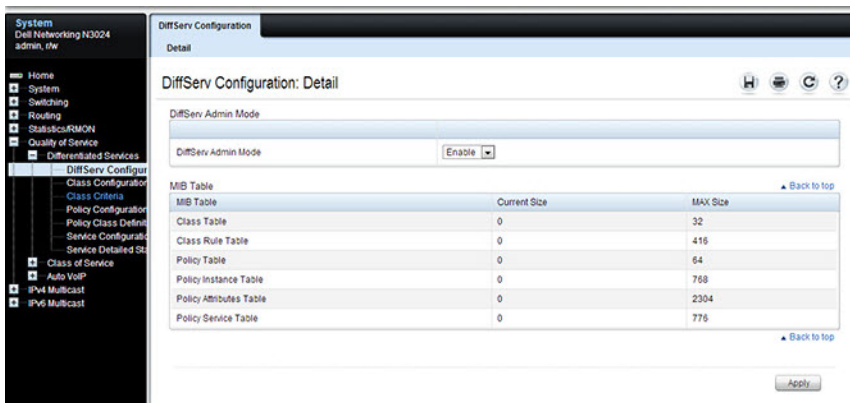 System
Dell Networking N3024
admin, r/w
Home
System
Switching
Routing
Statistics/RMON
Quality of Service
Differentiated Services
DiffServ Configur
Class Configuration
Class Criteria
Policy Configuration
Policy Class Definit
Service Configuratio
Service Detailed Sta
Class of Service
Auto VoIP
IPv4 Multicast
IPv6 Multicast
DiffServ Configuration
Detail
DiffServ Configuration: Detail
DiffServ Admin Mode
DiffServ Admin Mode Enable
MIB Table Back to top
MIB Table Current Size MAX Size
Class Table 0 32
Class Rule Table 0 416
Policy Table 0 64
Policy Instance Table 0 768
Policy Attributes Table 0 2304
Policy Service Table 0 776
Back to top
Apply